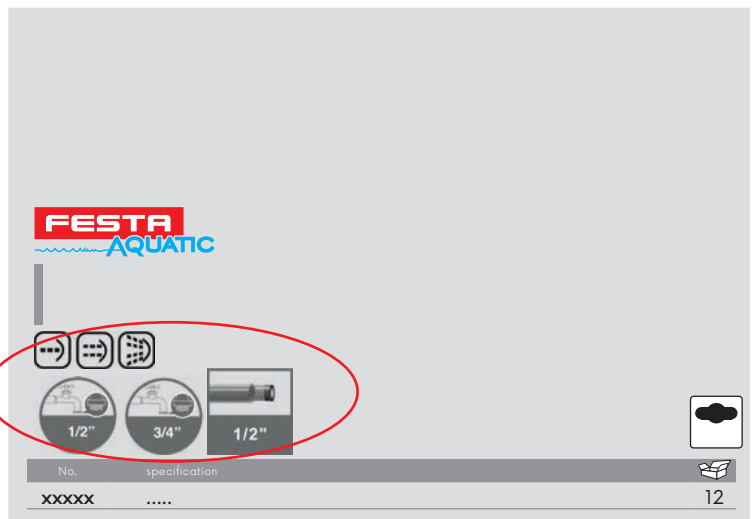 FESTA
AQUATIC
1/2" 3/4" 1/2"
No. specification
xxxxx ..... 12